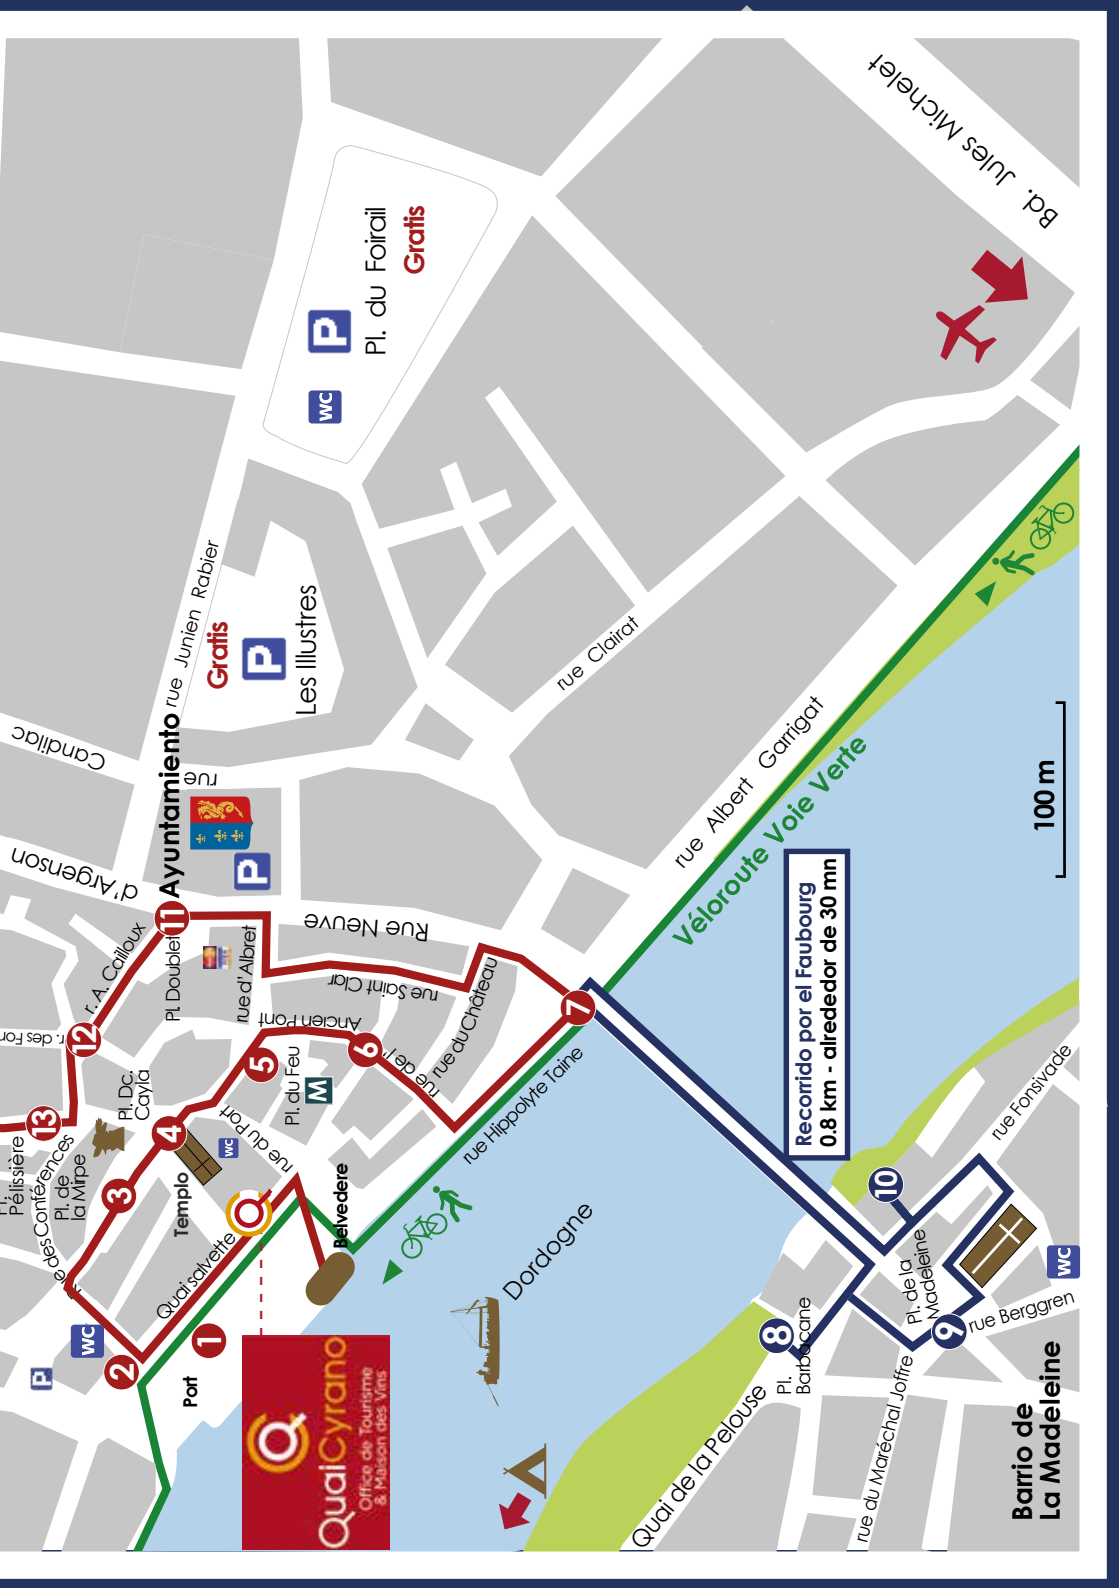 Bd. Jules Michelet
Pl. du Foirail
Gratis
P
WC
rue Junien Rabier
Gratis
P
Les Illustres
rue Clairat
rue Albert Garrigat
Véloroute Voie Verte
100 m
Candilac
rue
d'Argenson
Ayuntamiento
P
11
Pl. Doublet
r. A. Cailloux
rue d'Albret
Rue Neuve
rue Saint Clar
rue du Château
rue de l'
Ancien Pont
12
r. des Fon
13
Pl. Dc.
Cayla
Pl.
Pélissière
Rue des Conférences
Pl. de
la Mirpe
3
4
5
6
7
Pl. du Feu
M
rue du Port
WC
Templo
Quai salvette
Belvedere
rue Hippolyte Taine
WC
P
2
1
Port
QuaiCyrano
Office de Tourisme
& Maison des Vins
Dordogne
Recorrido por el Faubourg
0.8 km - alrededor de 30 mn
rue Fonsivade
10
Pl. de la
Madeleine
WC
9
rue Berggren
8
Pl.
Barbacane
rue du Maréchal Joffre
Quai de la Pelouse
Barrio de
La Madeleine